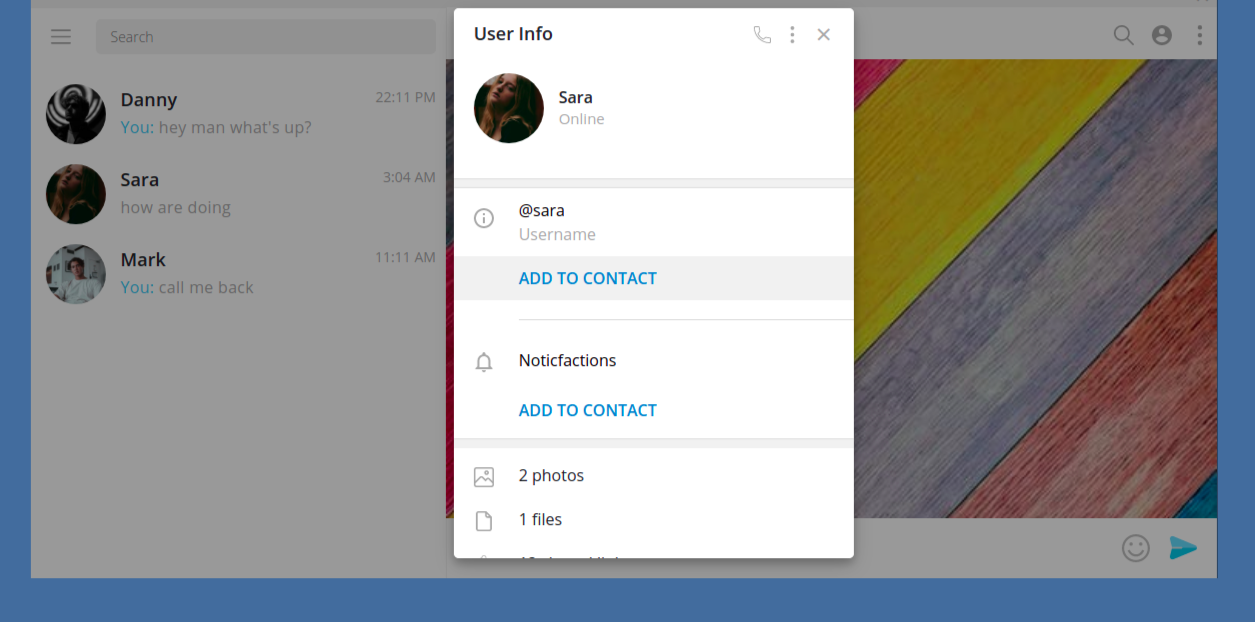 Search
Danny
22:11 PM
You: hey man what's up?
Sara
3:04 AM
how are doing
Mark
11:11 AM
You: call me back
User Info
Sara
Online
@sara
Username
ADD TO CONTACT
Noticfactions
ADD TO CONTACT
2 photos
1 files